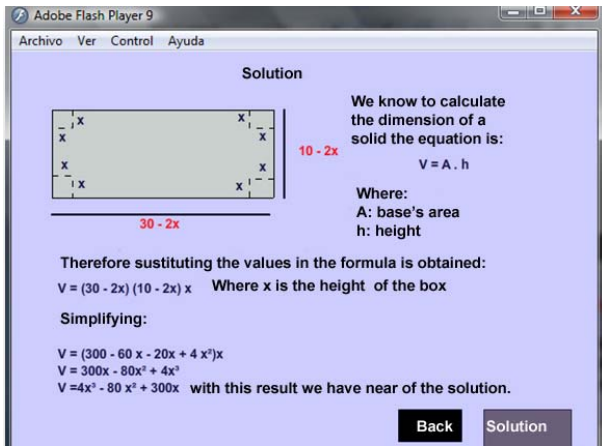 Adobe Flash Player 9
Archivo Ver Control Ayuda
Solution
x x
x x
x x
x x
10 - 2x
30 - 2x
We know to calculate
the dimension of a
solid the equation is:
V = A . h
Where:
A: base's area
h: height
Therefore sustituting the values in the formula is obtained:
V = (30 - 2x) (10 - 2x) x Where x is the height of the box
Simplifying:
V = (300 - 60 x - 20x + 4 x²)x
V = 300x - 80x² + 4x³
V =4x³ - 80 x² + 300x with this result we have near of the solution.
Back Solution